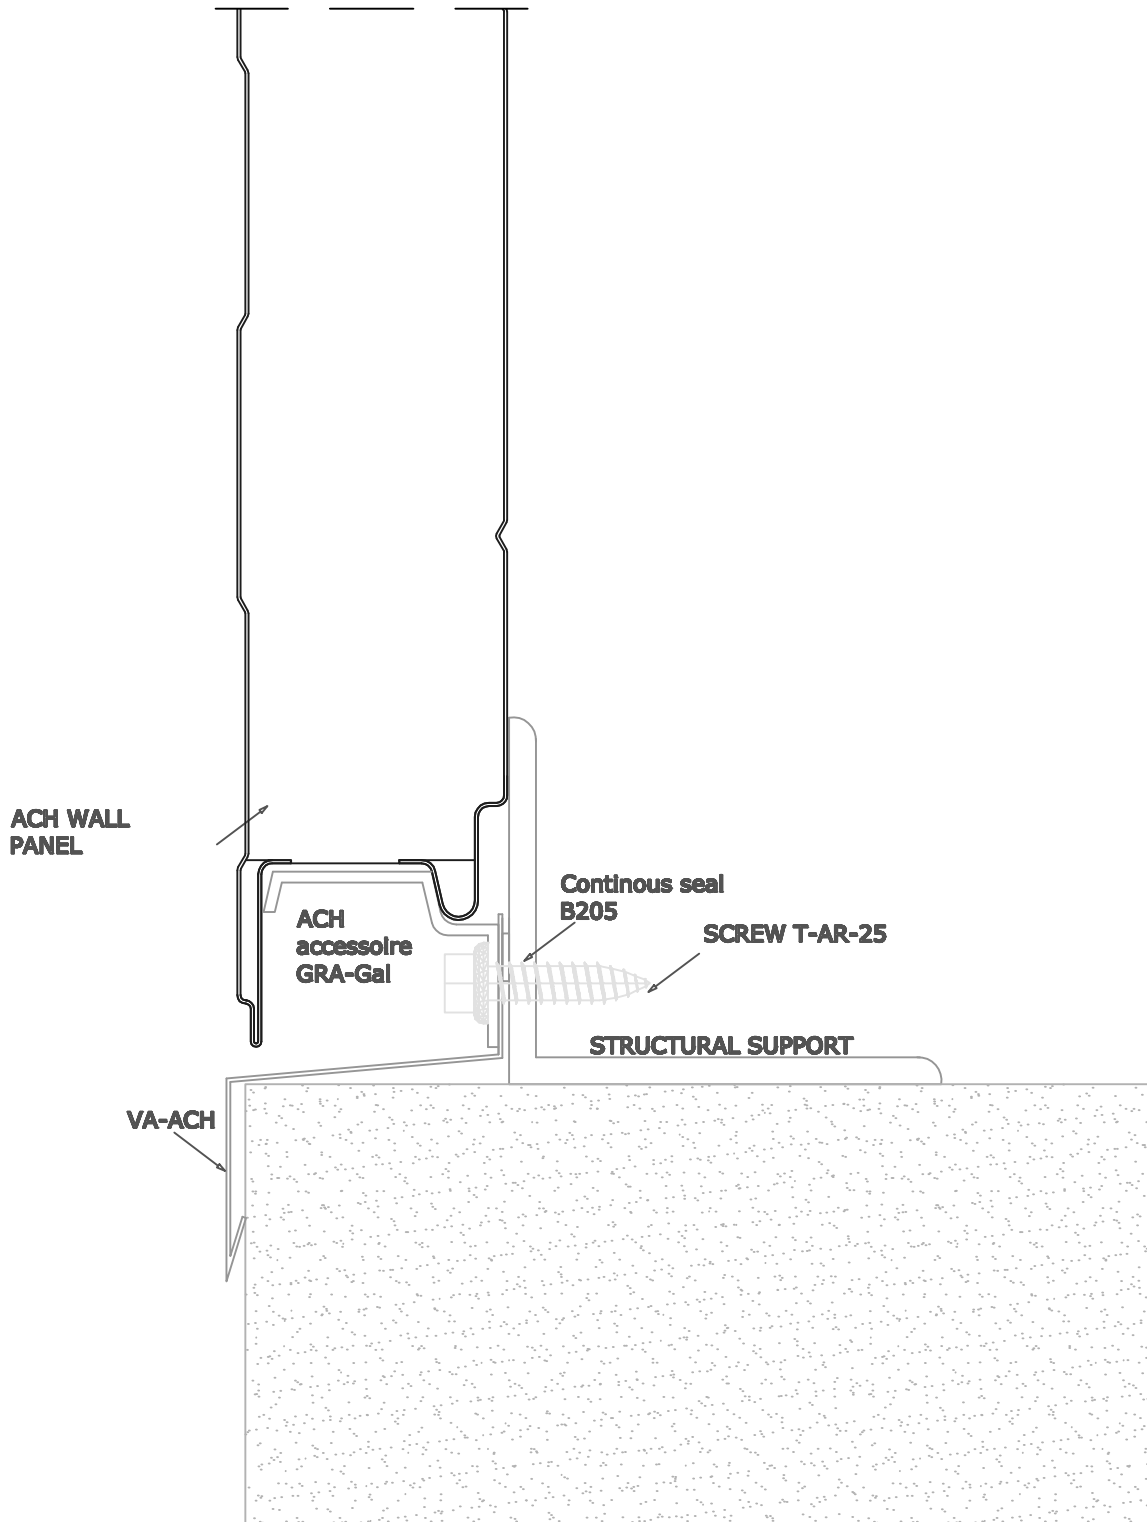 ACH WALL
PANEL
Continous seal
B205
ACH
accessoire
GRA-Gal
SCREW T-AR-25
STRUCTURAL SUPPORT
VA-ACH